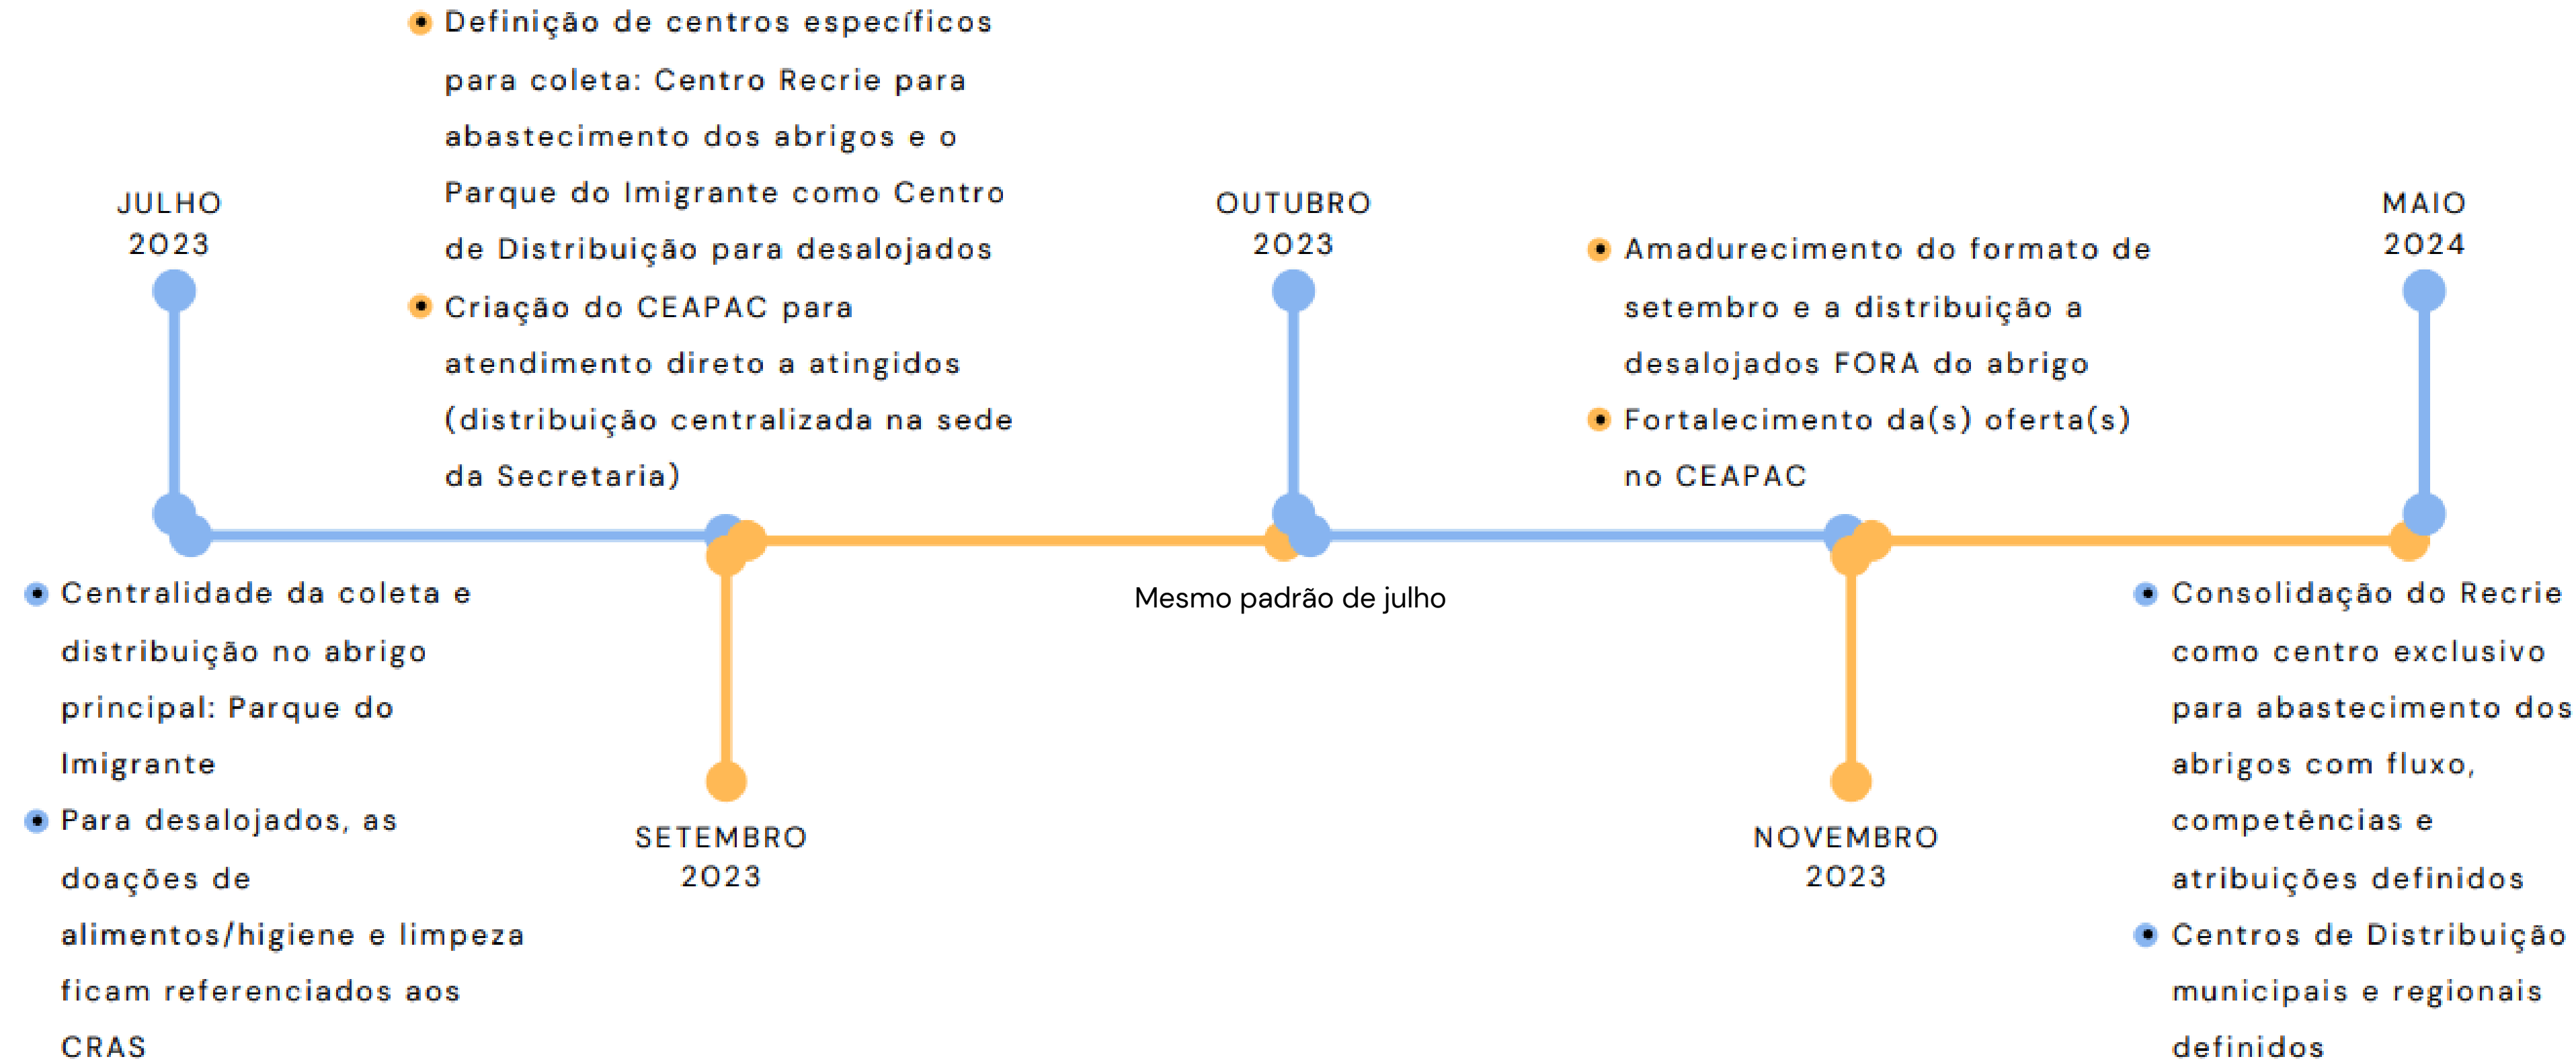 JULHO
2023
Centralidade da coleta e
distribuição no abrigo
principal: Parque do
Imigrante
Para desalojados, as
doações de
alimentos/higiene e limpeza
ficam referenciados aos
CRAS
Definição de centros específicos
para coleta: Centro Recrie para
abastecimento dos abrigos e o
Parque do Imigrante como Centro
de Distribuição para desalojados
Criação do CEAPAC para
atendimento direto a atingidos
(distribuição centralizada na sede
da Secretaria)
SETEMBRO
2023
OUTUBRO
2023
Mesmo padrão de julho
Amadurecimento do formato de
setembro e a distribuição a
desalojados FORA do abrigo
Fortalecimento da(s) oferta(s)
no CEAPAC
NOVEMBRO
2023
MAIO
2024
Consolidação do Recrie
como centro exclusivo
para abastecimento dos
abrigos com fluxo,
competências e
atribuições definidos
Centros de Distribuição
municipais e regionais
definidos